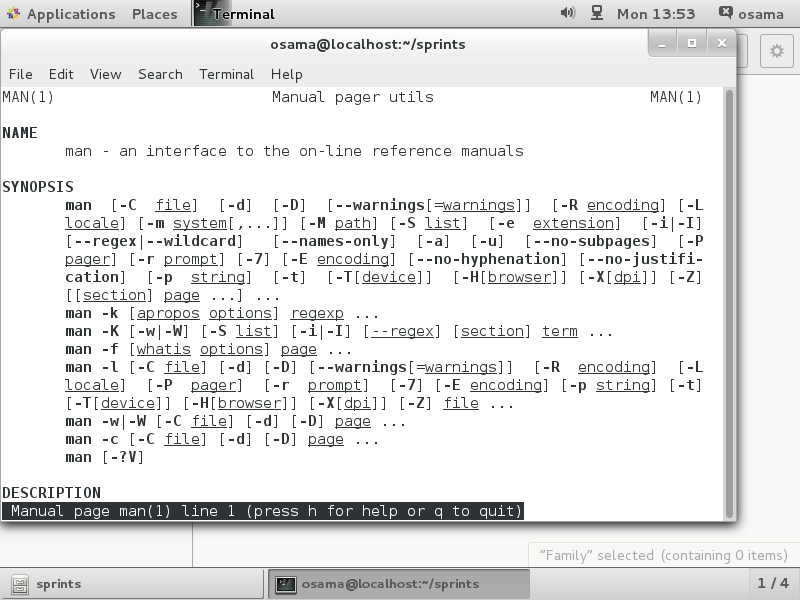 Applications Places Terminal Mon 13:53 osama
osama@localhost:~/sprints
File Edit View Search Terminal Help
MAN(1) Manual pager utils MAN(1)
NAME
man - an interface to the on-line reference manuals
SYNOPSIS
man [-C file] [-d] [-D] [--warnings[=warnings]] [-R encoding] [-L
locale] [-m system[,...]] [-M path] [-S list] [-e extension] [-i|-I]
[--regex|--wildcard] [--names-only] [-a] [-u] [--no-subpages] [-P
pager] [-r prompt] [-7] [-E encoding] [--no-hyphenation] [--no-justifi-
cation] [-p string] [-t] [-T[device]] [-H[browser]] [-X[dpi]] [-Z]
[[section] page ...] ...
man -k [apropos options] regexp ...
man -K [-w|-W] [-S list] [-i|-I] [--regex] [section] term ...
man -f [whatis options] page ...
man -l [-C file] [-d] [-D] [--warnings[=warnings]] [-R encoding] [-L
locale] [-P pager] [-r prompt] [-7] [-E encoding] [-p string] [-t]
[-T[device]] [-H[browser]] [-X[dpi]] [-Z] file ...
man -w|-W [-C file] [-d] [-D] page ...
man -c [-C file] [-d] [-D] page ...
man [-?V]
DESCRIPTION
Manual page man(1) line 1 (press h for help or q to quit)
"Family" selected (containing 0 items)
sprints osama@localhost:~/sprints 1 / 4